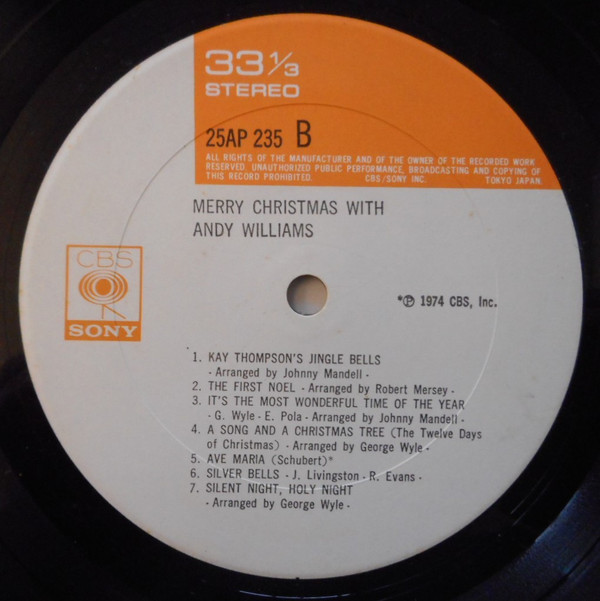 33 1/3
STEREO
25AP 235 B
ALL RIGHTS OF THE MANUFACTURER AND OF THE OWNER OF THE RECORDED WORK
RESERVED. UNAUTHORIZED PUBLIC PERFORMANCE, BROADCASTING AND COPYING OF
THIS RECORD PROHIBITED. CBS/SONY INC. TOKYO JAPAN.
MERRY CHRISTMAS WITH
ANDY WILLIAMS
CBS
SONY
*℗ 1974 CBS, Inc.
1. KAY THOMPSON'S JINGLE BELLS
- Arranged by Johnny Mandell -
2. THE FIRST NOEL - Arranged by Robert Mersey -
3. IT'S THE MOST WONDERFUL TIME OF THE YEAR
- G. Wyle - E. Pola - Arranged by Johnny Mandell -
4. A SONG AND A CHRISTMAS TREE (The Twelve Days
of Christmas) - Arranged by George Wyle -
5. AVE MARIA (Schubert)*
6. SILVER BELLS - J. Livingston - R. Evans -
7. SILENT NIGHT, HOLY NIGHT
- Arranged by George Wyle -